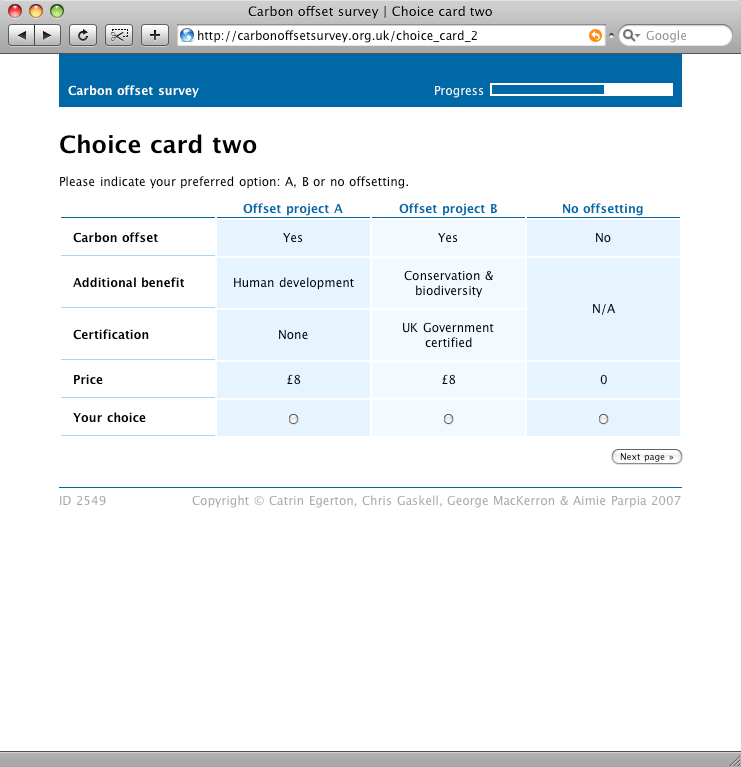 Carbon offset survey | Choice card two
http://carbonoffsetsurvey.org.uk/choice_card_2
Google
Carbon offset survey
Progress
Choice card two
Please indicate your preferred option: A, B or no offsetting.
Offset project A Offset project B No offsetting
Carbon offset Yes Yes No
Additional benefit Human development Conservation &
biodiversity
N/A
Certification None UK Government
certified
Price £8 £8 0
Your choice
Next page »
ID 2549 Copyright © Catrin Egerton, Chris Gaskell, George MacKerron & Aimie Parpia 2007